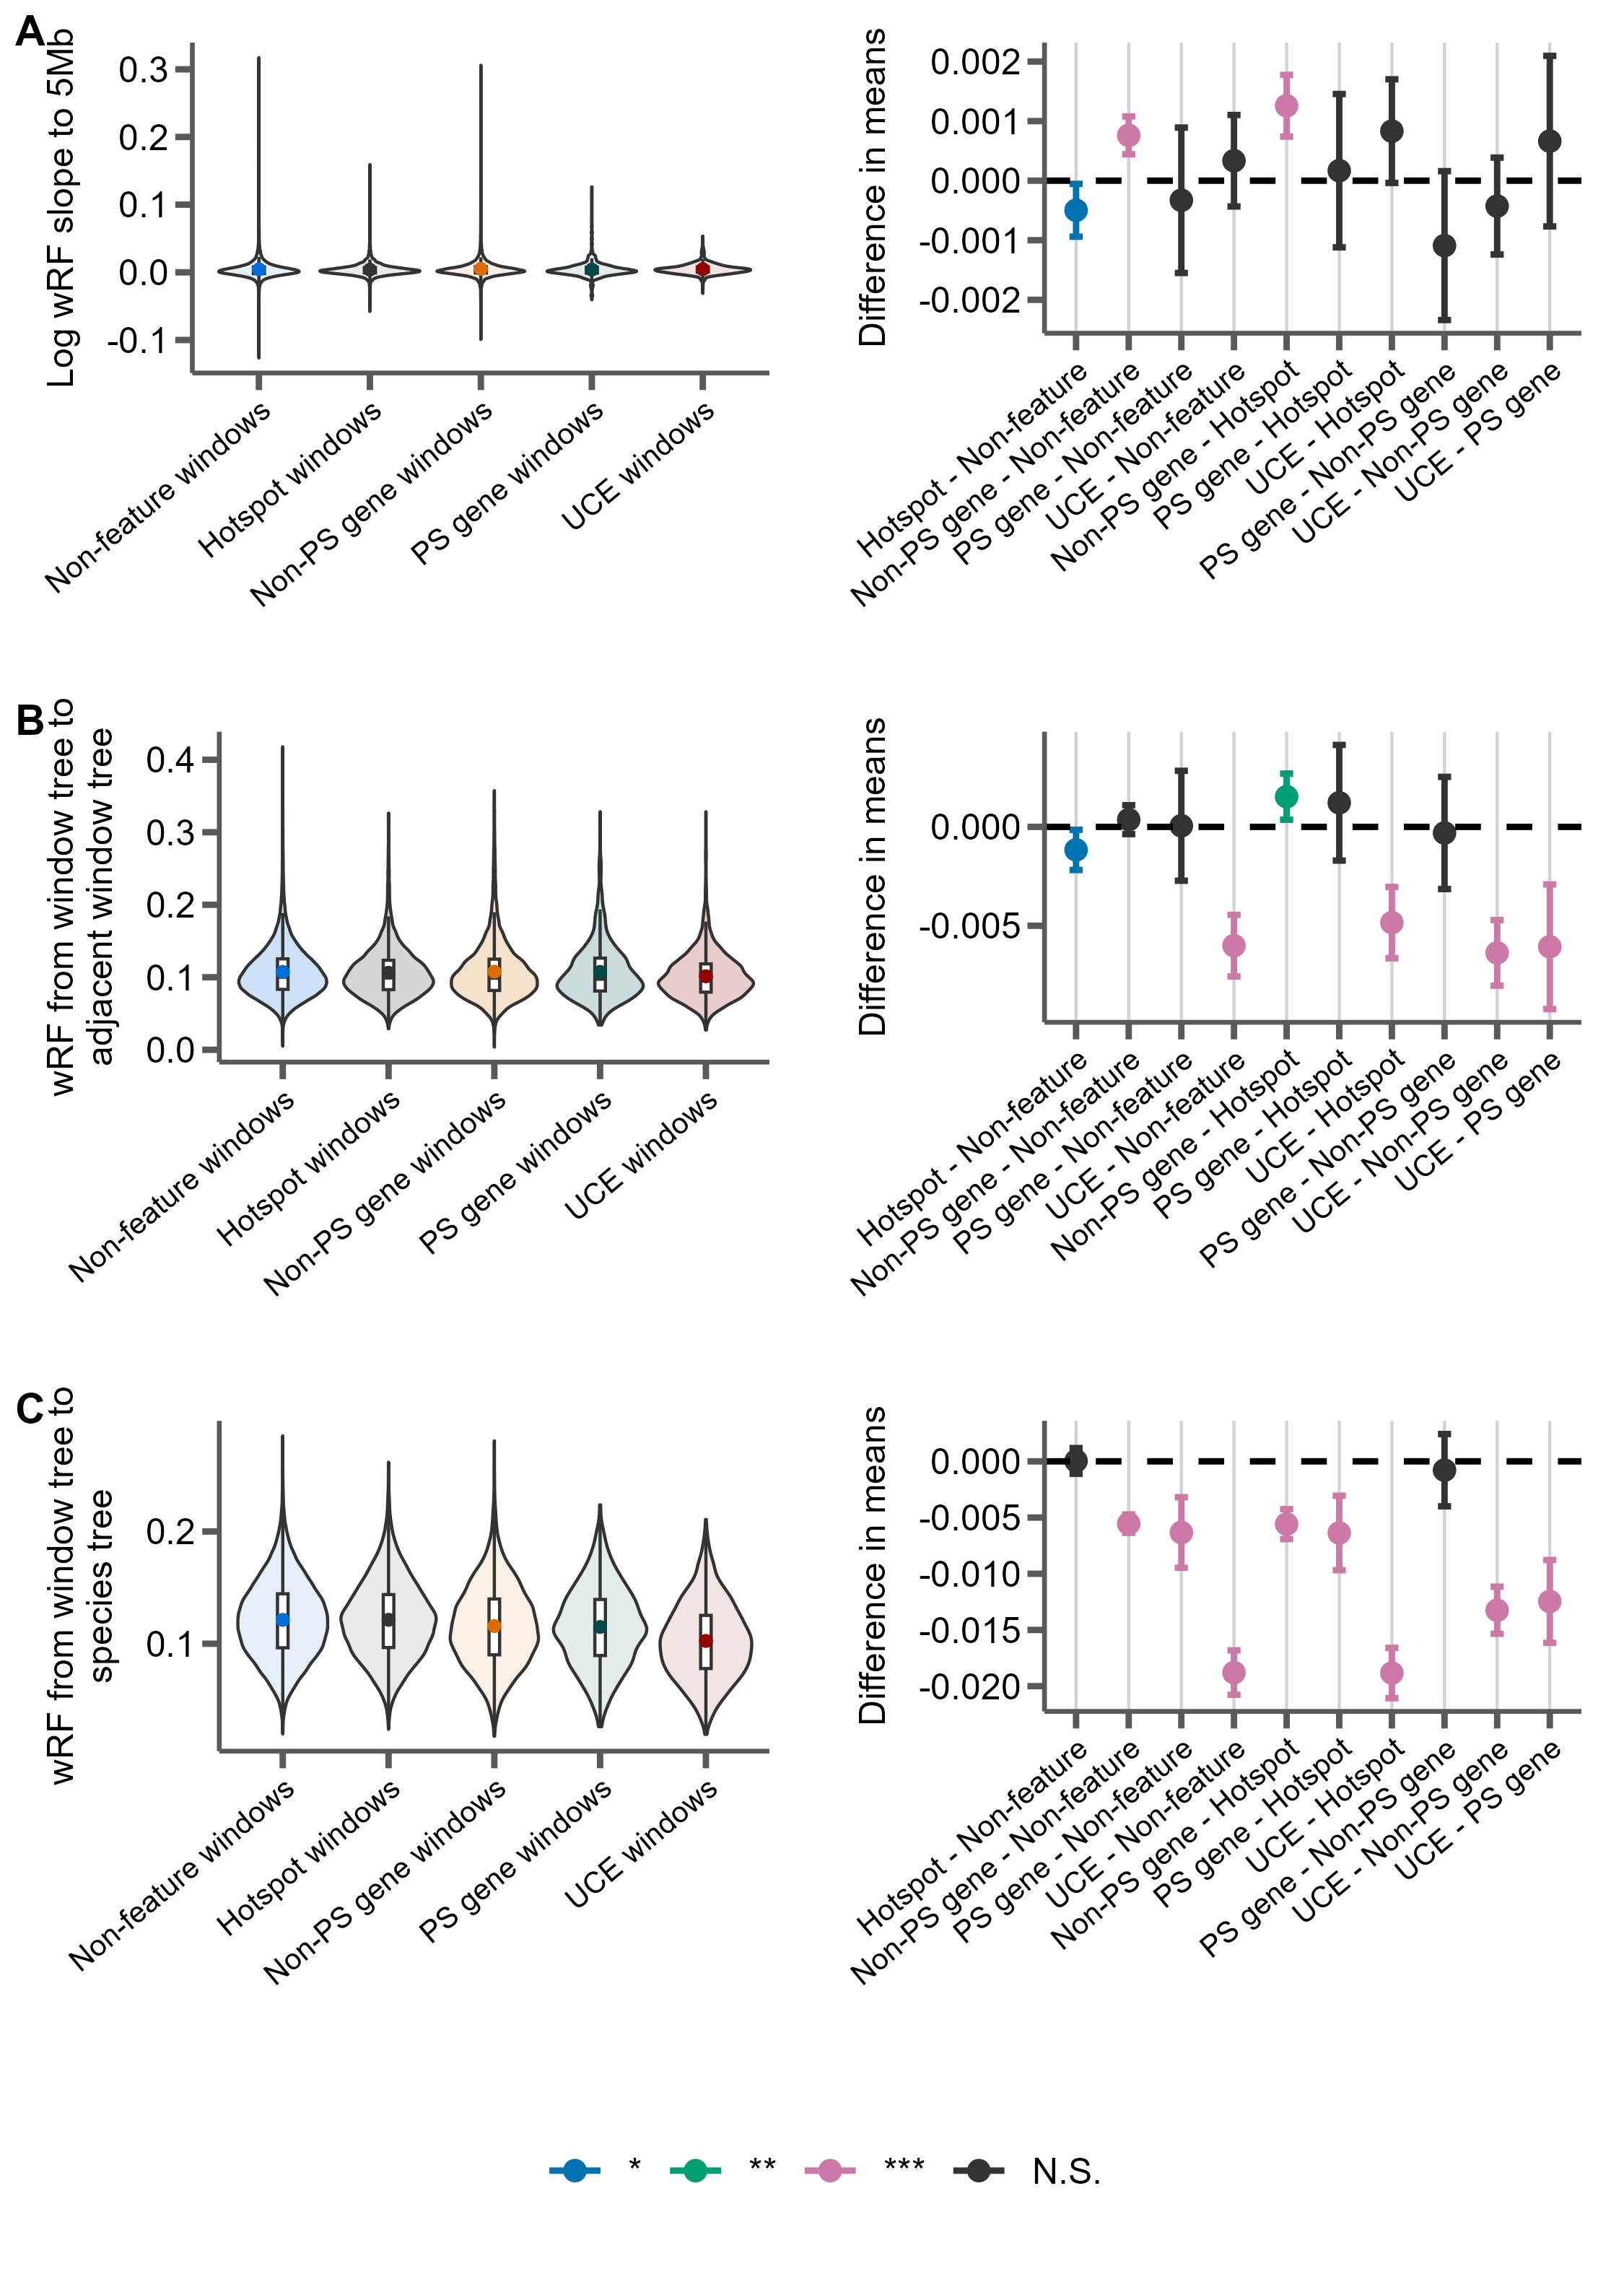 A
Log wRF slope to 5Mb
0.3
0.2
0.1
0.0
-0.1
Non-feature windows
Hotspot windows
Non-PS gene windows
PS gene windows
UCE windows
Difference in means
0.002
0.001
0.000
-0.001
-0.002
Hotspot - Non-feature
Non-PS gene - Non-feature
PS gene - Non-feature
UCE - Non-feature
Non-PS gene - Hotspot
PS gene - Hotspot
UCE - Hotspot
PS gene - Non-PS gene
UCE - Non-PS gene
UCE - PS gene
B
wRF from window tree to
adjacent window tree
0.4
0.3
0.2
0.1
0.0
Non-feature windows
Hotspot windows
Non-PS gene windows
PS gene windows
UCE windows
Difference in means
0.000
-0.005
Hotspot - Non-feature
Non-PS gene - Non-feature
PS gene - Non-feature
UCE - Non-feature
Non-PS gene - Hotspot
PS gene - Hotspot
UCE - Hotspot
PS gene - Non-PS gene
UCE - Non-PS gene
UCE - PS gene
C
wRF from window tree to
species tree
0.2
0.1
Non-feature windows
Hotspot windows
Non-PS gene windows
PS gene windows
UCE windows
Difference in means
0.000
-0.005
-0.010
-0.015
-0.020
Hotspot - Non-feature
Non-PS gene - Non-feature
PS gene - Non-feature
UCE - Non-feature
Non-PS gene - Hotspot
PS gene - Hotspot
UCE - Hotspot
PS gene - Non-PS gene
UCE - Non-PS gene
UCE - PS gene
* ** *** N.S.